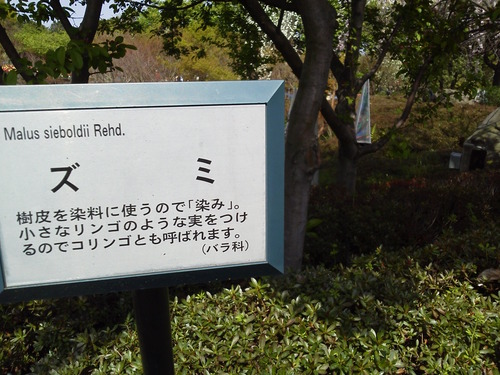 Malus sieboldii Rehd.
ズミ
樹皮を染料に使うので「染み」。
小さなリンゴのような実をつけ
るのでコリンゴとも呼ばれます。
（バラ科）